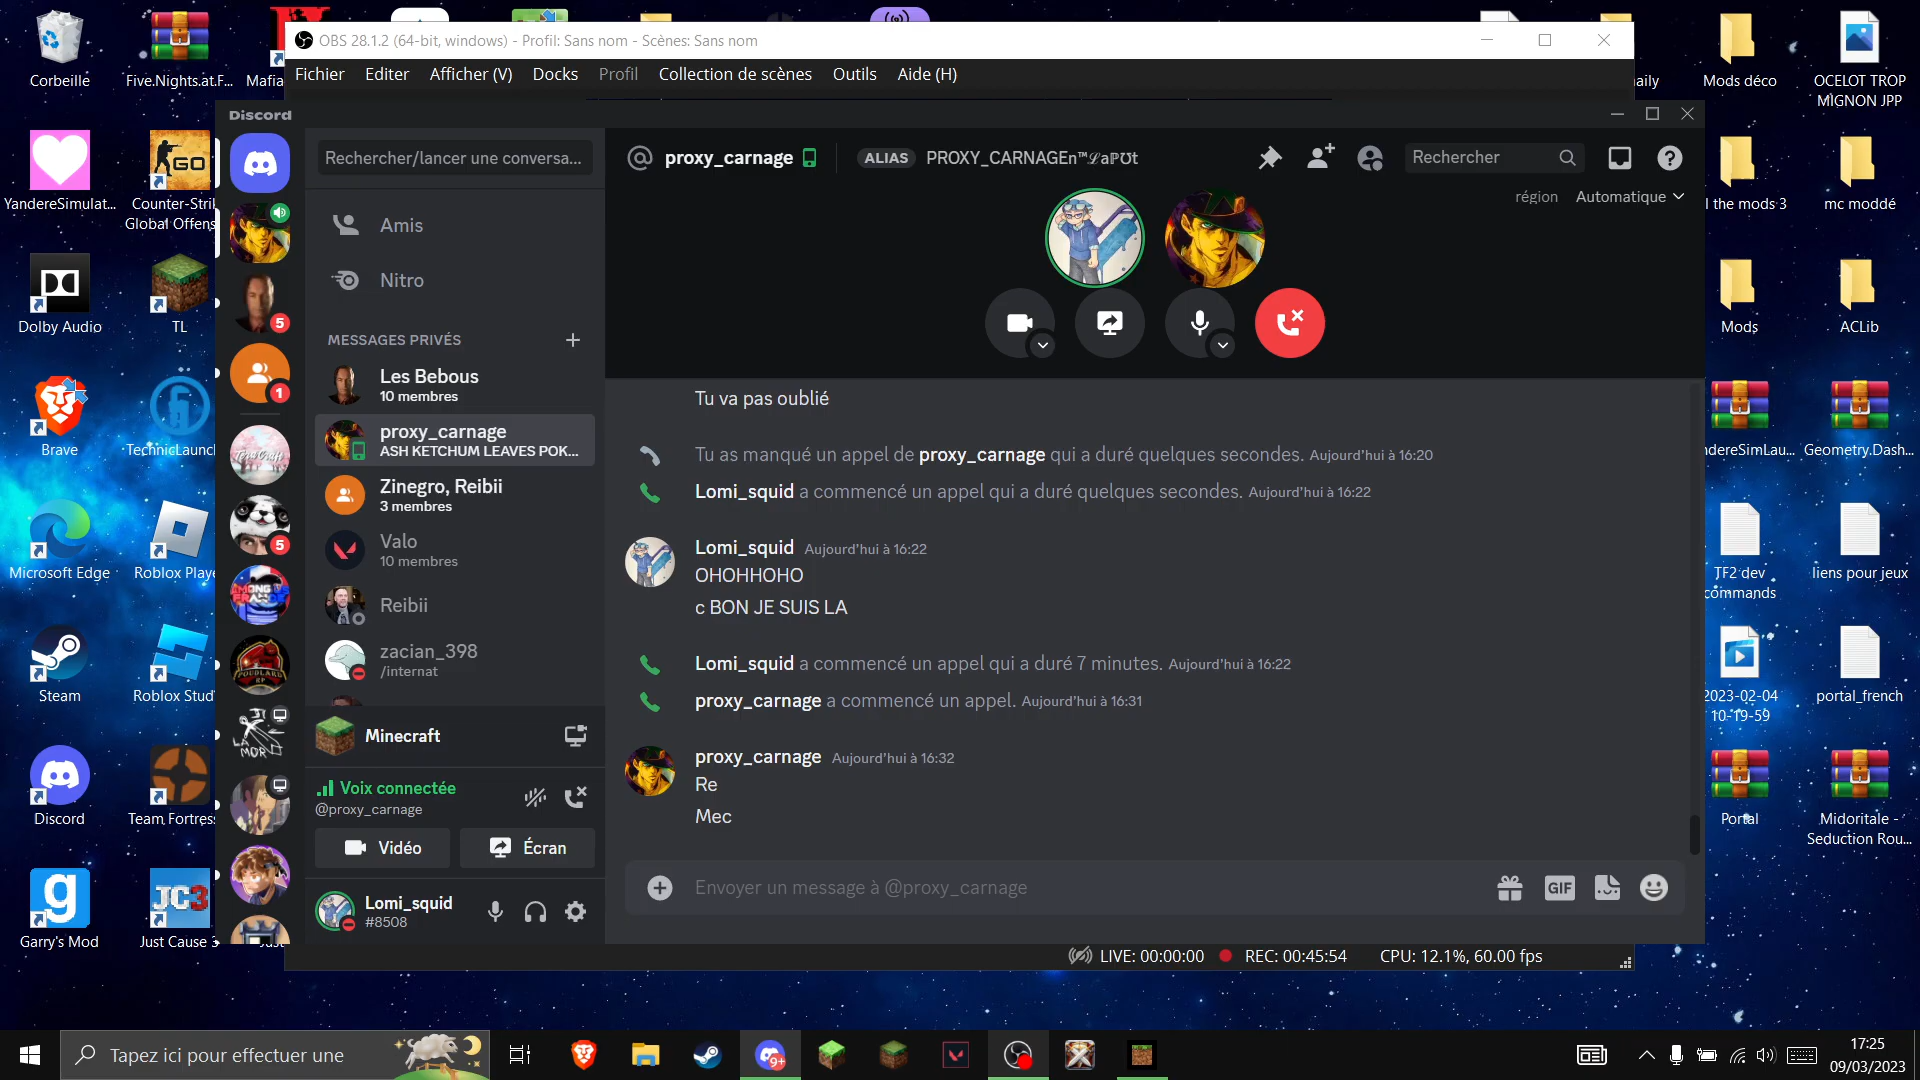 Corbeille
Five.Nights.at.F...
YandereSimulat...
Counter-Strik
Global Offens
Dolby Audio
TL
Brave
TechnicLaunc
Microsoft Edge
Roblox Playe
Steam
Roblox Stud
Discord
Team Fortress
Garry's Mod
Just Cause 3
OBS 28.1.2 (64-bit, windows) - Profil: Sans nom - Scènes: Sans nom
Fichier Editer Afficher (V) Docks Profil Collection de scènes Outils Aide (H)
Discord
Rechercher/lancer une conversa...
Amis
Nitro
MESSAGES PRIVÉS
Les Bebous
10 membres
proxy_carnage
ASH KETCHUM LEAVES POK...
Zinegro, Reibii
3 membres
Valo
10 membres
Reibii
zacian_398
/internat
Minecraft
Voix connectée
@proxy_carnage
Vidéo
Écran
Lomi_squid
#8508
5
1
5
proxy_carnage
ALIAS
Rechercher
région Automatique
Tu va pas oublié
Tu as manqué un appel de proxy_carnage qui a duré quelques secondes. Aujourd'hui à 16:20
Lomi_squid a commencé un appel qui a duré quelques secondes. Aujourd'hui à 16:22
Lomi_squid Aujourd'hui à 16:22
OHOHHOHO
c BON JE SUIS LA
Lomi_squid a commencé un appel qui a duré 7 minutes. Aujourd'hui à 16:22
proxy_carnage a commencé un appel. Aujourd'hui à 16:31
proxy_carnage Aujourd'hui à 16:32
Re
Mec
Envoyer un message à @proxy_carnage
GIF
LIVE: 00:00:00
REC: 00:45:54
CPU: 12.1%, 60.00 fps
Mods déco
OCELOT TROP
MIGNON JPP
l the mods 3
mc moddé
Mods
ACLib
ndereSimLau...
Geometry.Dash...
TF2 dev
commands
liens pour jeux
2023-02-04
10-19-59
portal_french
Portal
Midoritale -
Seduction Rou...
Tapez ici pour effectuer une
9+
17:25
09/03/2023